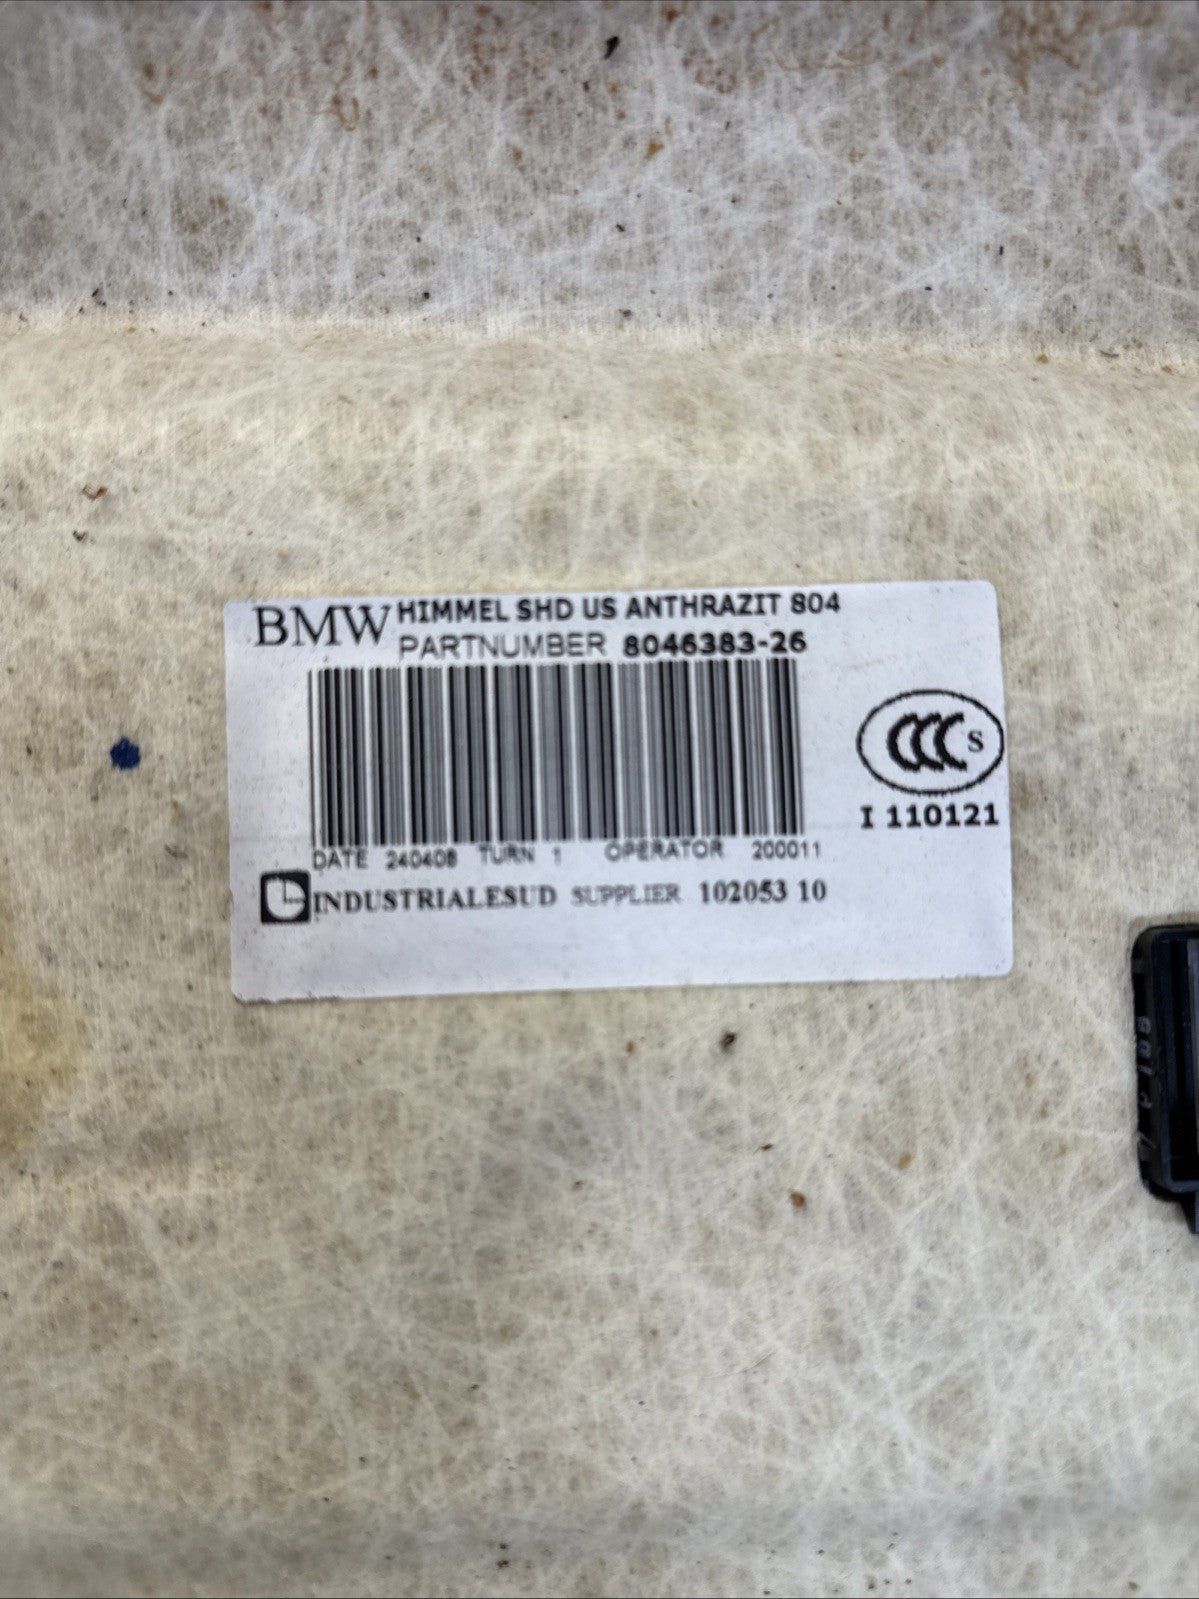 BMW HIMMEL SHD US ANTHRAZIT 804
PARTNUMBER 8046383-26
CCC S
I 110121
DATE 240408 TURN 1 OPERATOR 200011
INDUSTRIALESUD SUPPLIER 102053 10